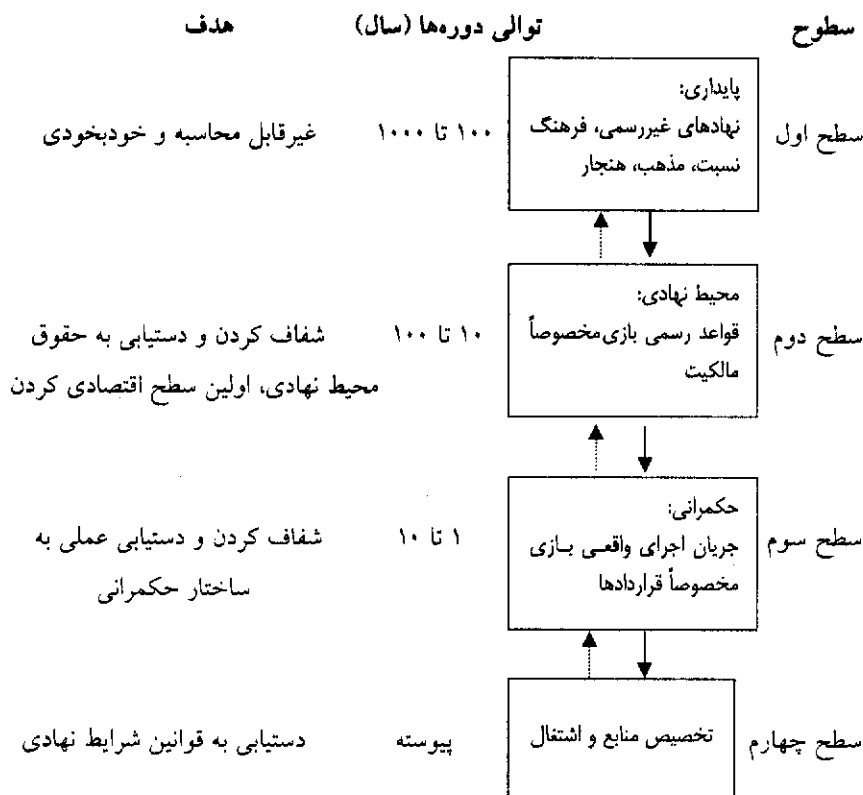 سطوح توالی دوره‌ها (سال) هدف
پایداری:
سطح اول نهادهای غیررسمی، فرهنگ ۱۰۰ تا ۱۰۰۰ غیرقابل محاسبه و خودبخودی
نسبت، مذهب، هنجار
محیط نهادی:
سطح دوم قواعد رسمی بازی مخصوصاً ۱۰ تا ۱۰۰ شفاف کردن و دستیابی به حقوق
مالکیت محیط نهادی، اولین سطح اقتصادی کردن
حکمرانی:
سطح سوم جریان اجرای واقعی بازی ۱ تا ۱۰ شفاف کردن و دستیابی عملی به
مخصوصاً قراردادها ساختار حکمرانی
سطح چهارم تخصیص منابع و اشتغال پیوسته دستیابی به قوانین شرایط نهادی